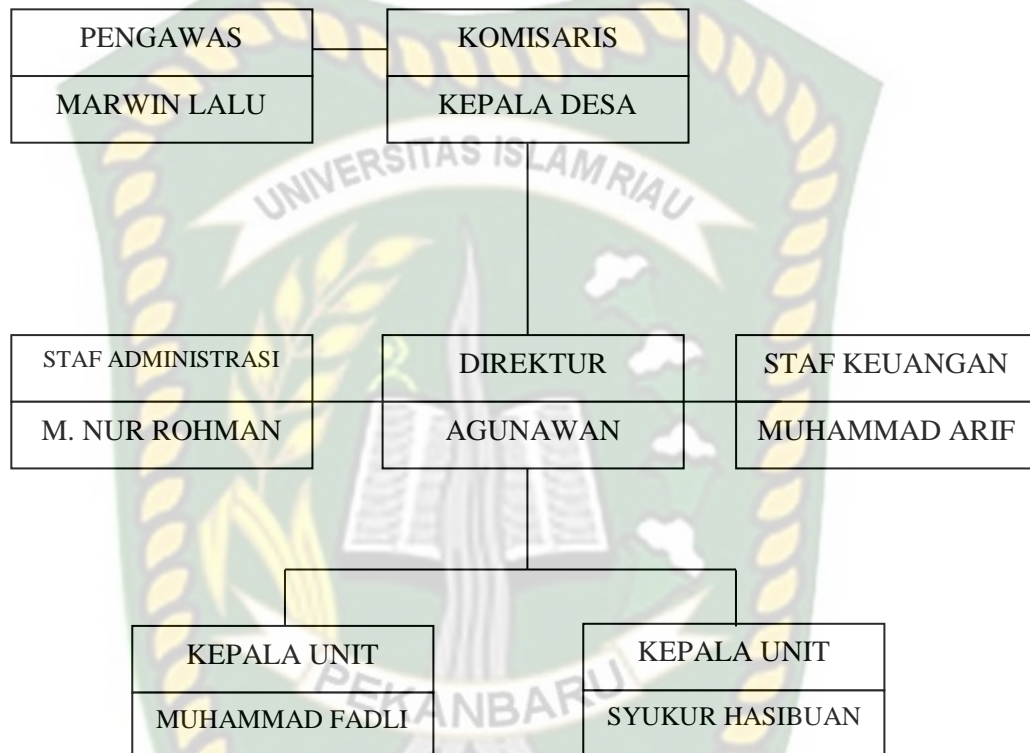 PENGAWAS
MARWIN LALU
KOMISARIS
KEPALA DESA
UNIVERSITAS ISLAM RIAU
STAF ADMINISTRASI
M. NUR ROHMAN
DIREKTUR
AGUNAWAN
STAF KEUANGAN
MUHAMMAD ARIF
KEPALA UNIT
MUHAMMAD FADLI
KEPALA UNIT
SYUKUR HASIBUAN
PEKANBARU